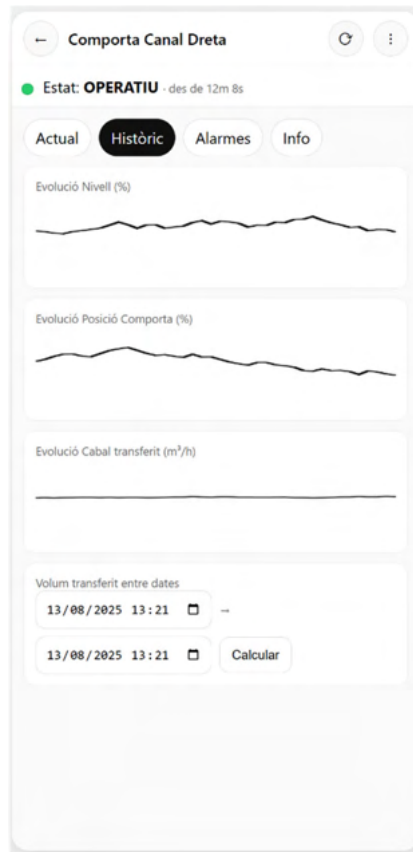 ← Comporta Canal Dreta
Estat: OPERATIU · des de 12m 8s
Actual Històric Alarmes Info
Evolució Nivell (%)
Evolució Posició Comporta (%)
Evolució Cabal transferit (m³/h)
Volum transferit entre dates
13/08/2025 13:21 →
13/08/2025 13:21 Calcular